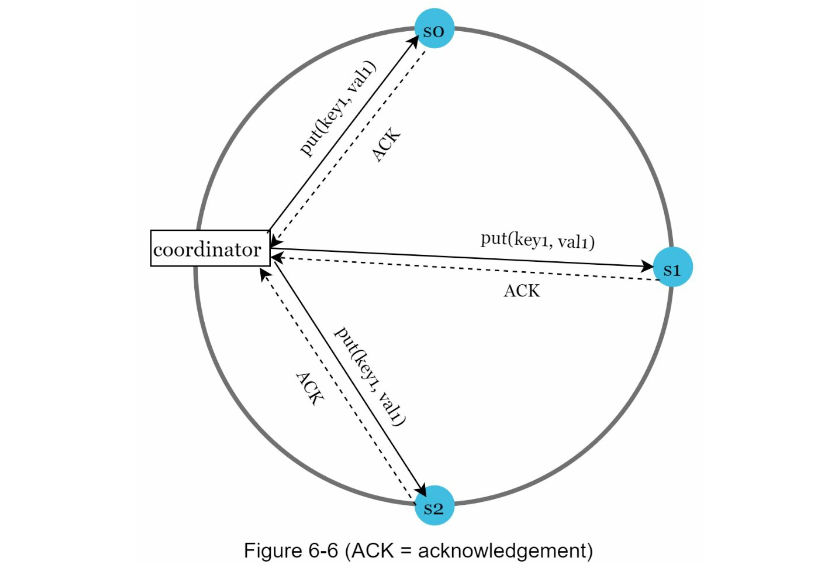 s0
put(key1, val1)
ACK
coordinator
put(key1, val1)
s1
ACK
put(key1, val1)
ACK
s2
Figure 6-6 (ACK = acknowledgement)